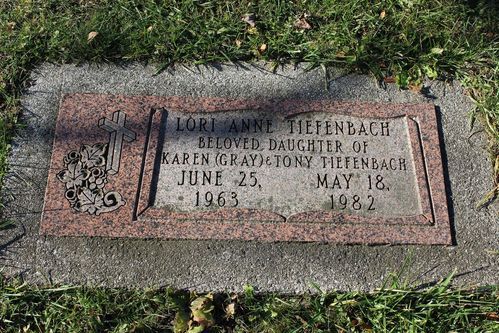 LORI ANNE TIEFENBACH
BELOVED DAUGHTER OF
KAREN (GRAY) & TONY TIEFENBACH
JUNE 25, MAY 18,
1963 1982